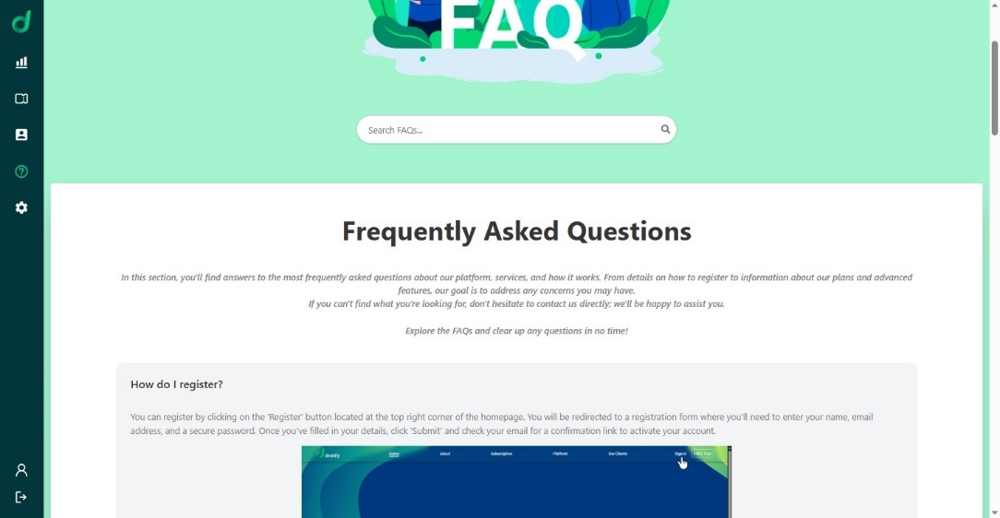 FAQ
Search FAQs...
Frequently Asked Questions
In this section, you'll find answers to the most frequently asked questions about our platform, services, and how it works. From details on how to register to information about our plans and advanced
features, our goal is to address any concerns you may have.
If you can't find what you're looking for, don't hesitate to contact us directly; we'll be happy to assist you.
Explore the FAQs and clear up any questions in no time!
How do I register?
You can register by clicking on the 'Register' button located at the top right corner of the homepage. You will be redirected to a registration form where you'll need to enter your name, email
address, and a secure password. Once you've filled in your details, click 'Submit' and check your email for a confirmation link to activate your account.
deskify Home About Subscription Platform Our Clients Sign In